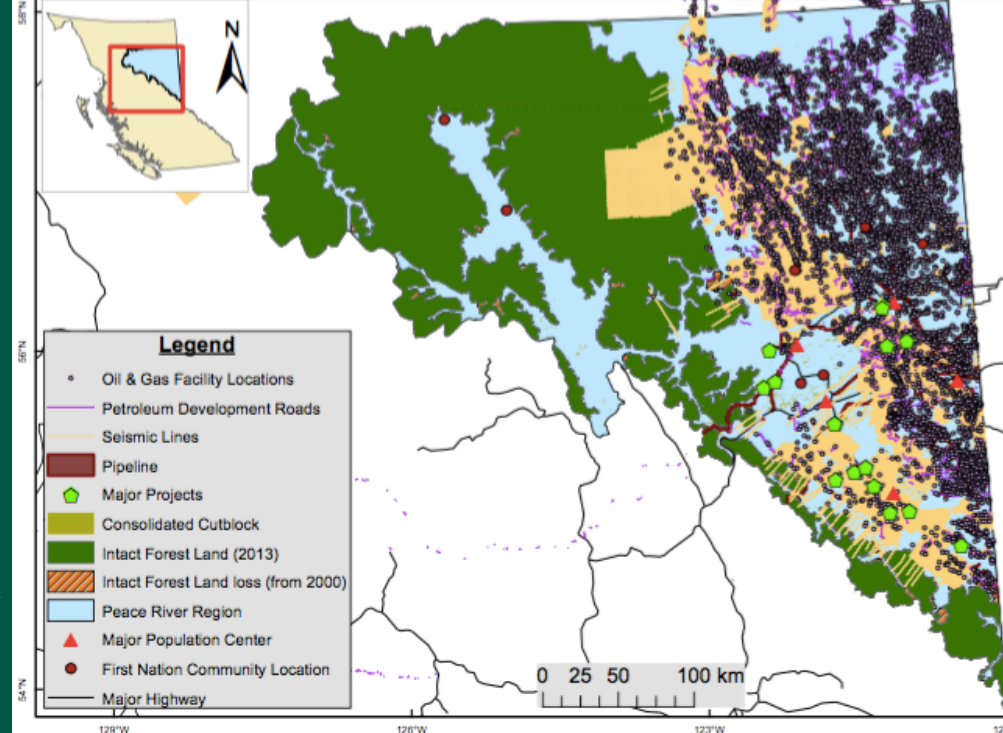 58°N
N
56°N
54°N
Legend
Oil & Gas Facility Locations
Petroleum Development Roads
Seismic Lines
Pipeline
Major Projects
Consolidated Cutblock
Intact Forest Land (2013)
Intact Forest Land loss (from 2000)
Peace River Region
Major Population Center
First Nation Community Location
Major Highway
0 25 50 100 km
129°W 126°W 123°W